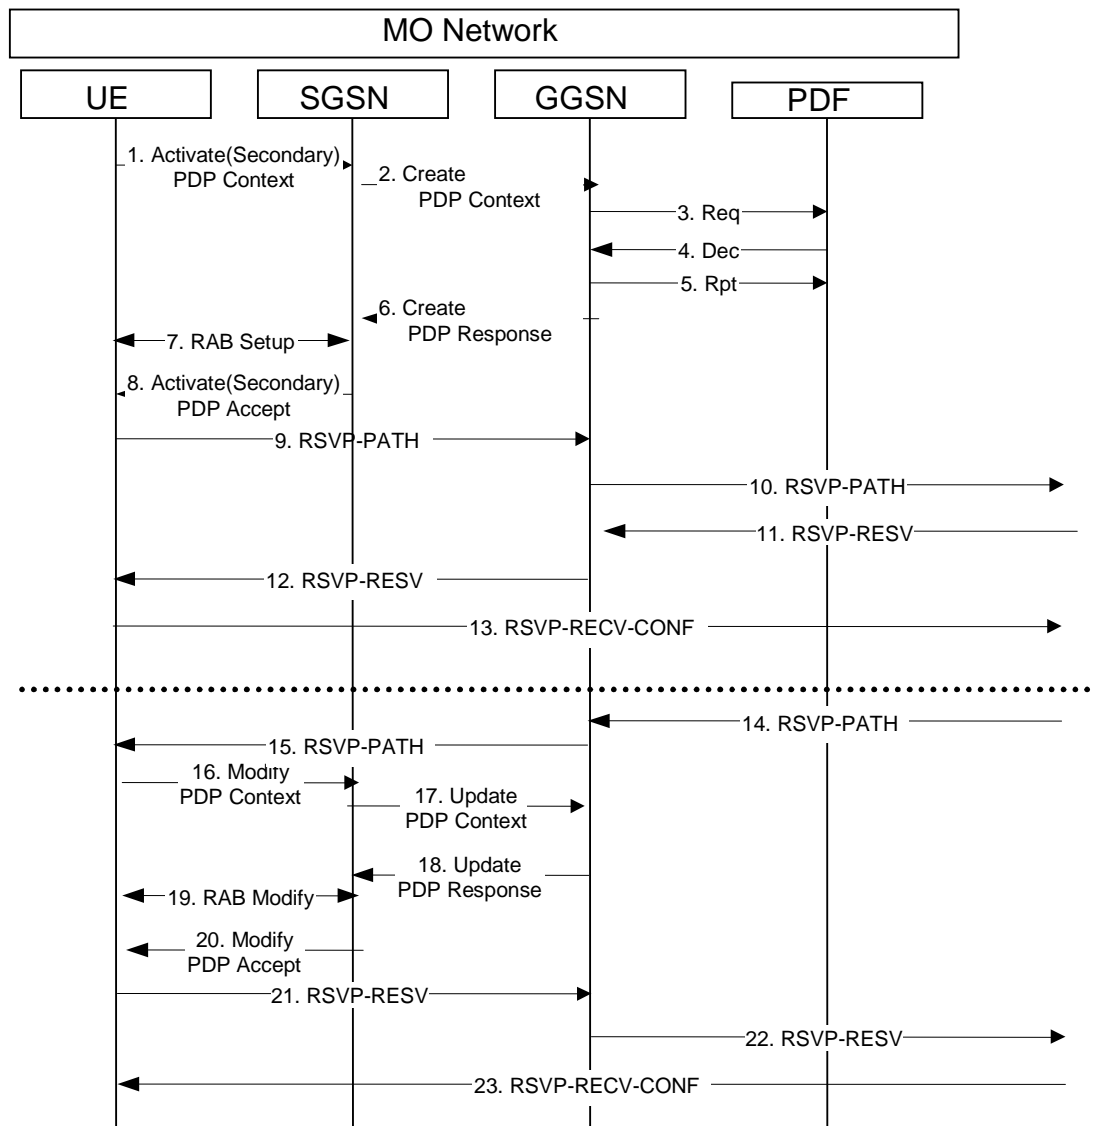 MO Network
UE
SGSN
GGSN
PDF
1. Activate(Secondary)
PDP Context
2. Create
PDP Context
3. Req
4. Dec
5. Rpt
6. Create
PDP Response
7. RAB Setup
8. Activate(Secondary)
PDP Accept
9. RSVP-PATH
10. RSVP-PATH
11. RSVP-RESV
12. RSVP-RESV
13. RSVP-RECV-CONF
14. RSVP-PATH
15. RSVP-PATH
16. Modify
PDP Context
17. Update
PDP Context
18. Update
PDP Response
19. RAB Modify
20. Modify
PDP Accept
21. RSVP-RESV
22. RSVP-RESV
23. RSVP-RECV-CONF